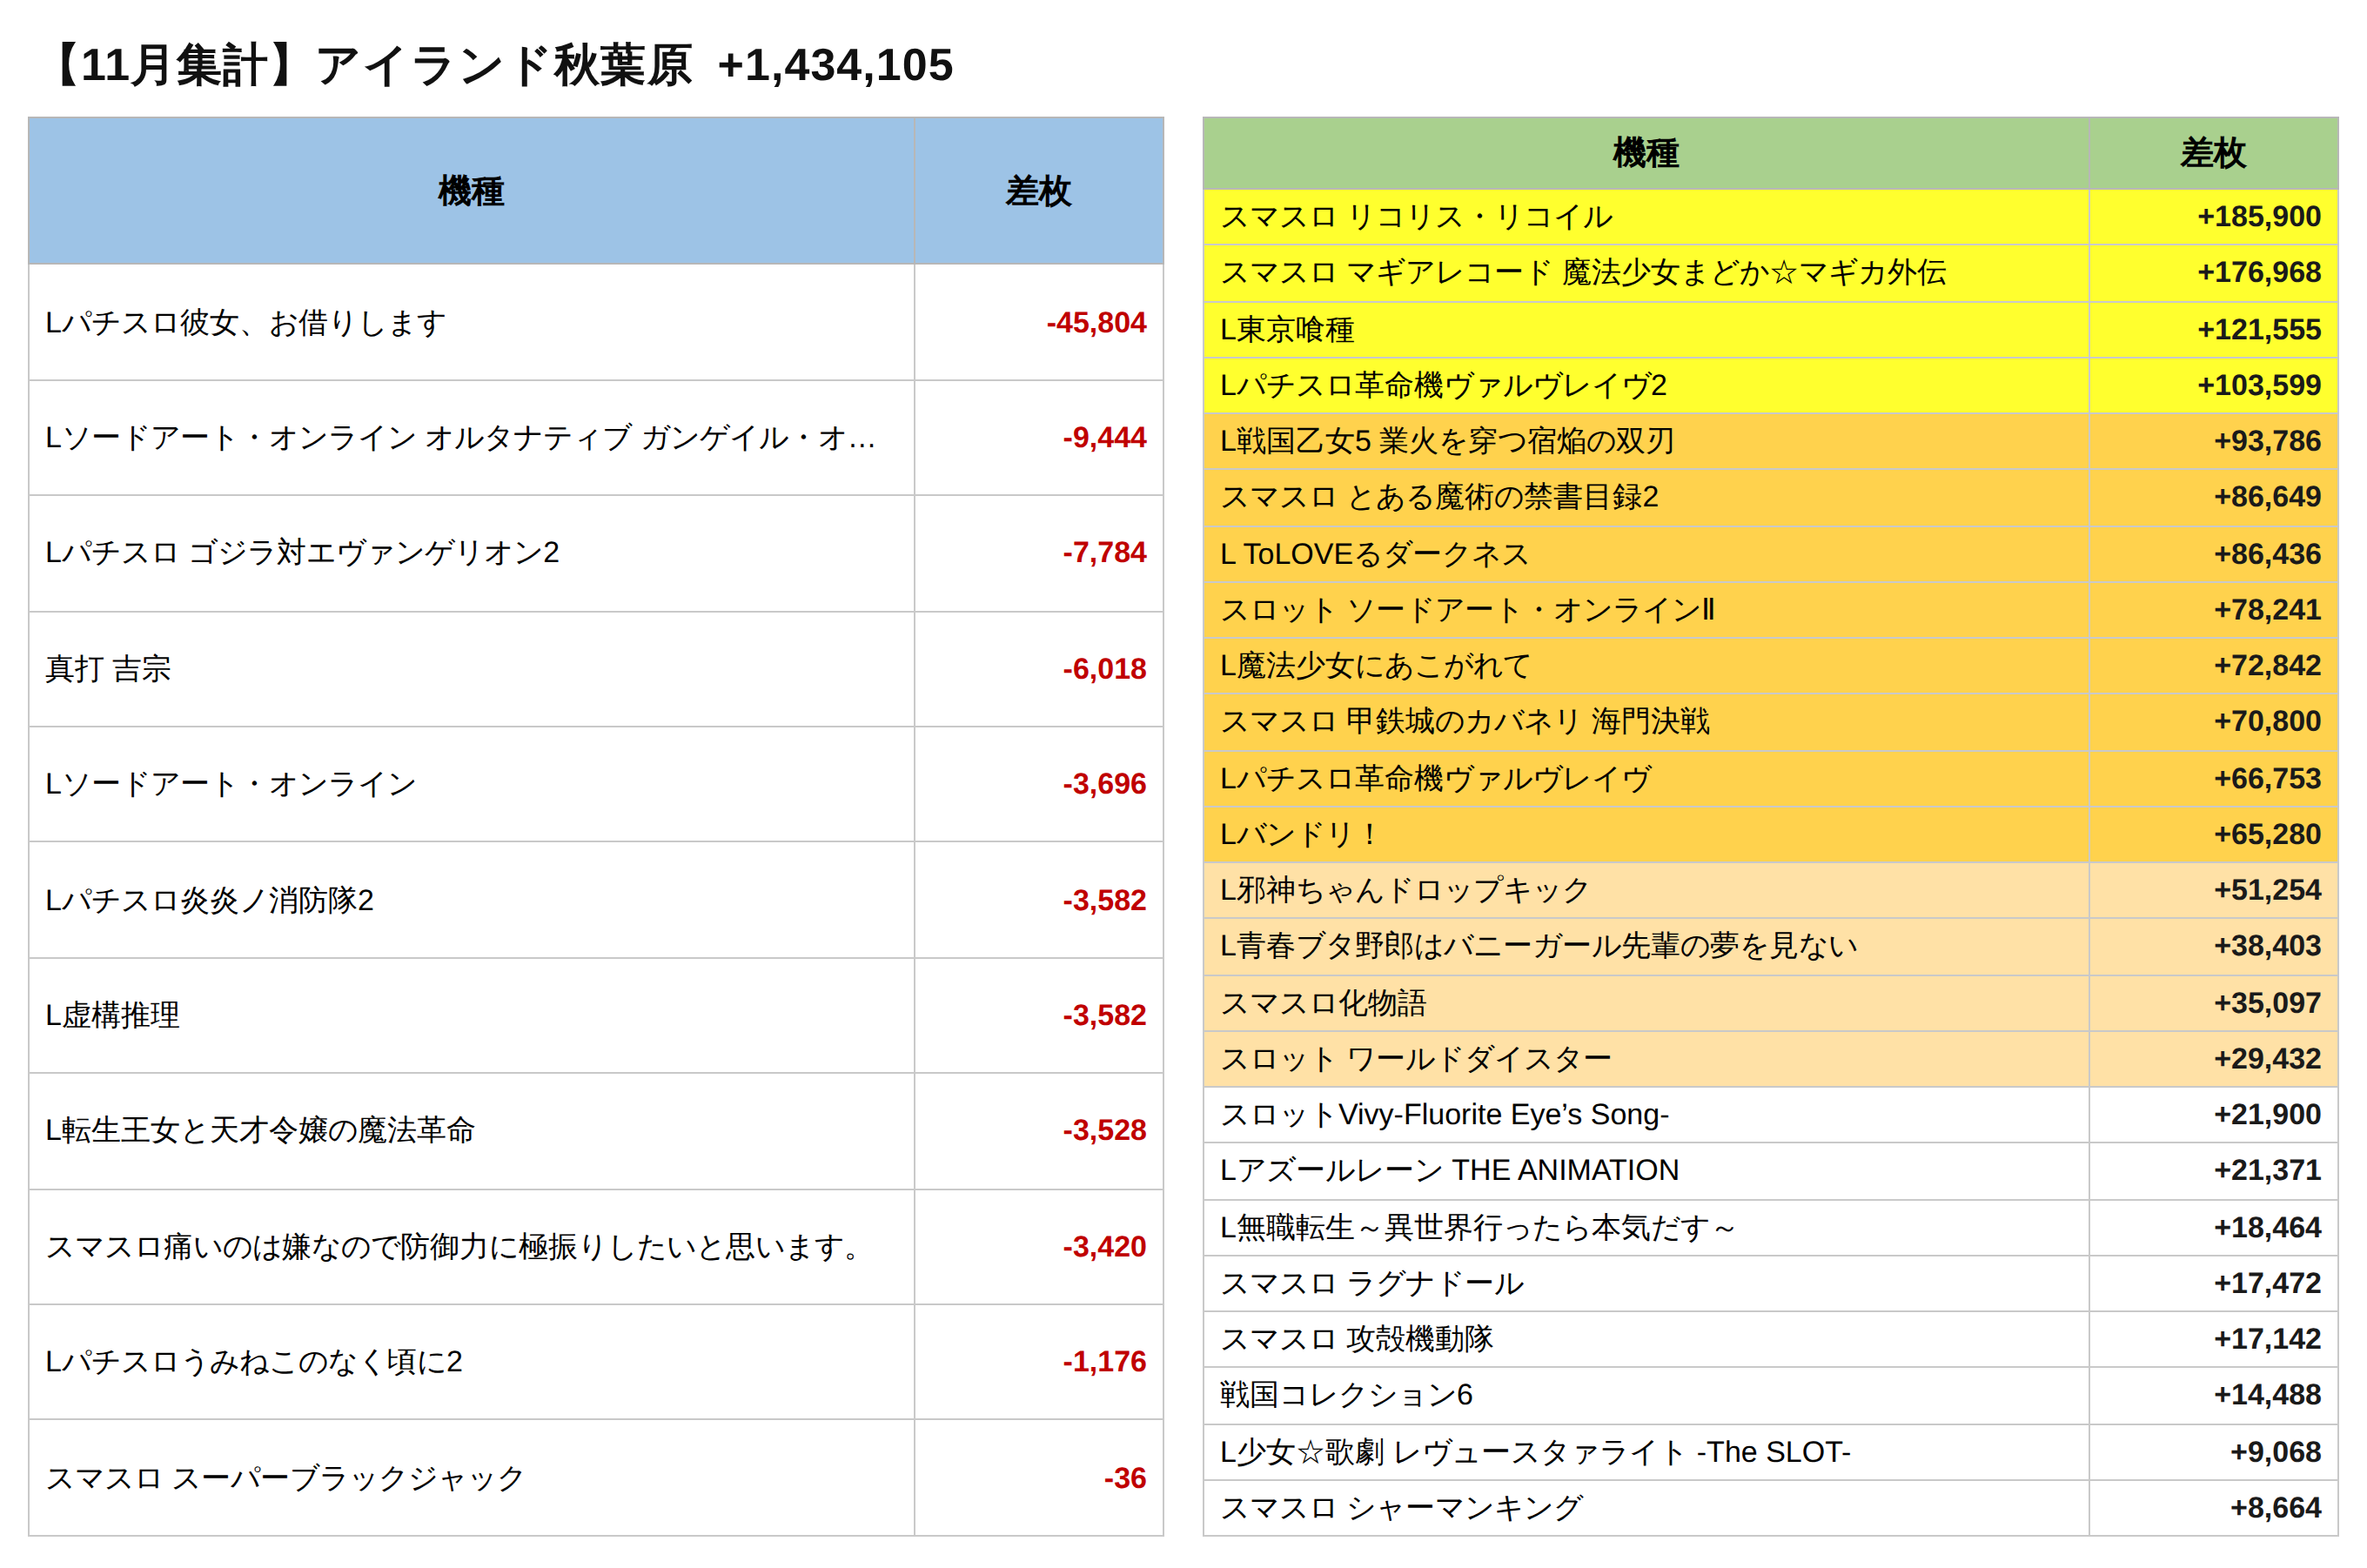 【11月集計】アイランド秋葉原 +1,434,105
機種 差枚
Lパチスロ彼女、お借りします -45,804
Lソードアート・オンライン オルタナティブ ガンゲイル・オ… -9,444
Lパチスロ ゴジラ対エヴァンゲリオン2 -7,784
真打 吉宗 -6,018
Lソードアート・オンライン -3,696
Lパチスロ炎炎ノ消防隊2 -3,582
L虚構推理 -3,582
L転生王女と天才令嬢の魔法革命 -3,528
スマスロ痛いのは嫌なので防御力に極振りしたいと思います。 -3,420
Lパチスロうみねこのなく頃に2 -1,176
スマスロ スーパーブラックジャック -36
機種 差枚
スマスロ リコリス・リコイル +185,900
スマスロ マギアレコード 魔法少女まどか☆マギカ外伝 +176,968
L東京喰種 +121,555
Lパチスロ革命機ヴァルヴレイヴ2 +103,599
L戦国乙女5 業火を穿つ宿焔の双刃 +93,786
スマスロ とある魔術の禁書目録2 +86,649
L ToLOVEるダークネス +86,436
スロット ソードアート・オンラインⅡ +78,241
L魔法少女にあこがれて +72,842
スマスロ 甲鉄城のカバネリ 海門決戦 +70,800
Lパチスロ革命機ヴァルヴレイヴ +66,753
Lバンドリ！ +65,280
L邪神ちゃんドロップキック +51,254
L青春ブタ野郎はバニーガール先輩の夢を見ない +38,403
スマスロ化物語 +35,097
スロット ワールドダイスター +29,432
スロットVivy-Fluorite Eye’s Song- +21,900
Lアズールレーン THE ANIMATION +21,371
L無職転生～異世界行ったら本気だす～ +18,464
スマスロ ラグナドール +17,472
スマスロ 攻殻機動隊 +17,142
戦国コレクション6 +14,488
L少女☆歌劇 レヴュースタァライト -The SLOT- +9,068
スマスロ シャーマンキング +8,664